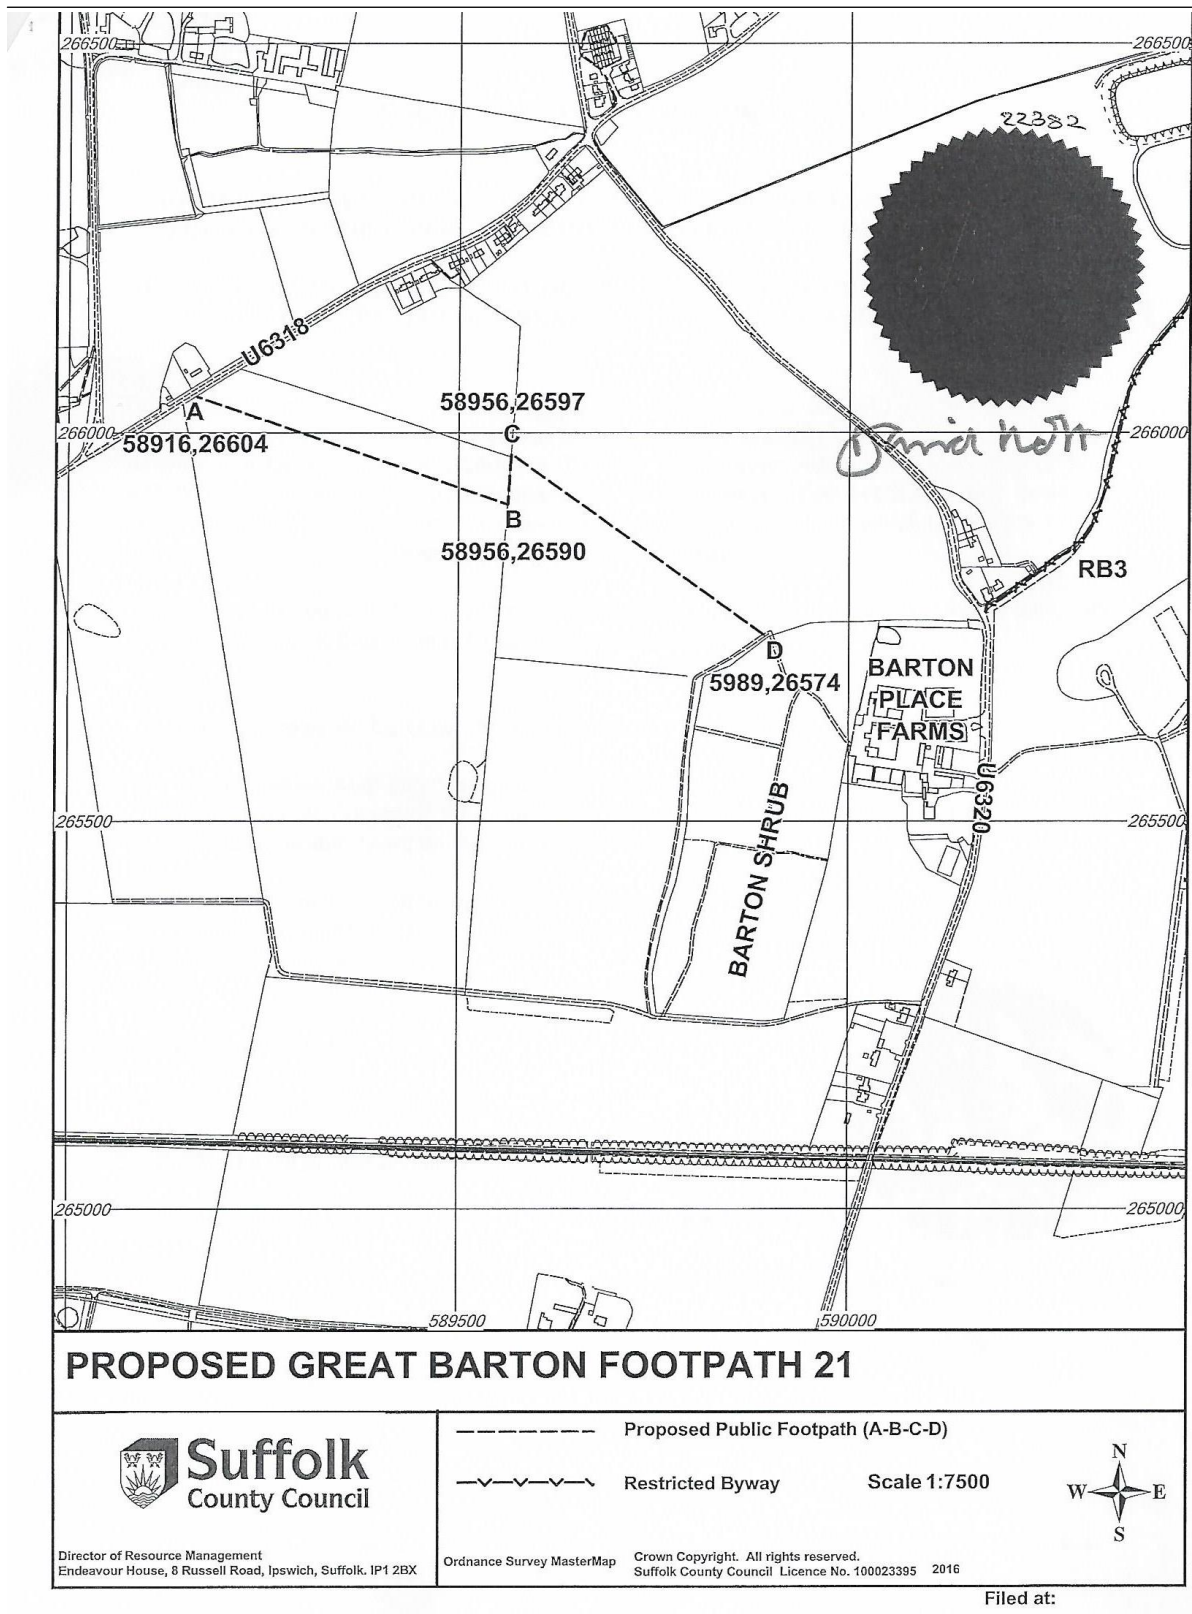 266500
266500
22382
U6318
58956,26597
A
C
266000
58916,26604
266000
B
58956,26590
RB3
D
5989,26574
BARTON
PLACE
FARMS
U6320
BARTON SHRUB
265500
265500
265000
265000
589500
590000
PROPOSED GREAT BARTON FOOTPATH 21
Suffolk
County Council
Proposed Public Footpath (A-B-C-D)
Restricted Byway
Scale 1:7500
N
W
E
S
Director of Resource Management
Endeavour House, 8 Russell Road, Ipswich, Suffolk. IP1 2BX
Ordnance Survey MasterMap
Crown Copyright. All rights reserved.
Suffolk County Council Licence No. 100023395 2016
Filed at: